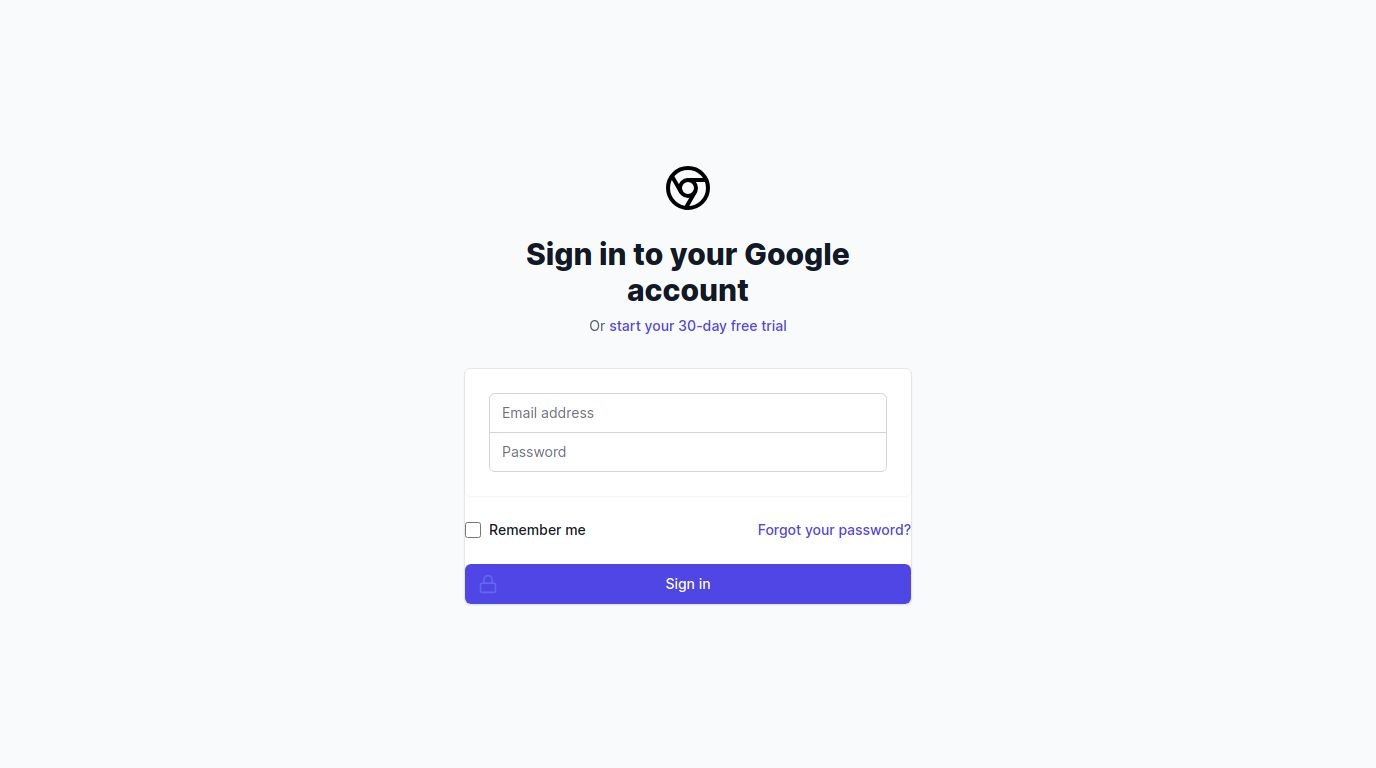 Sign in to your Google
account
Or start your 30-day free trial
Email address
Password
Remember me
Forgot your password?
Sign in